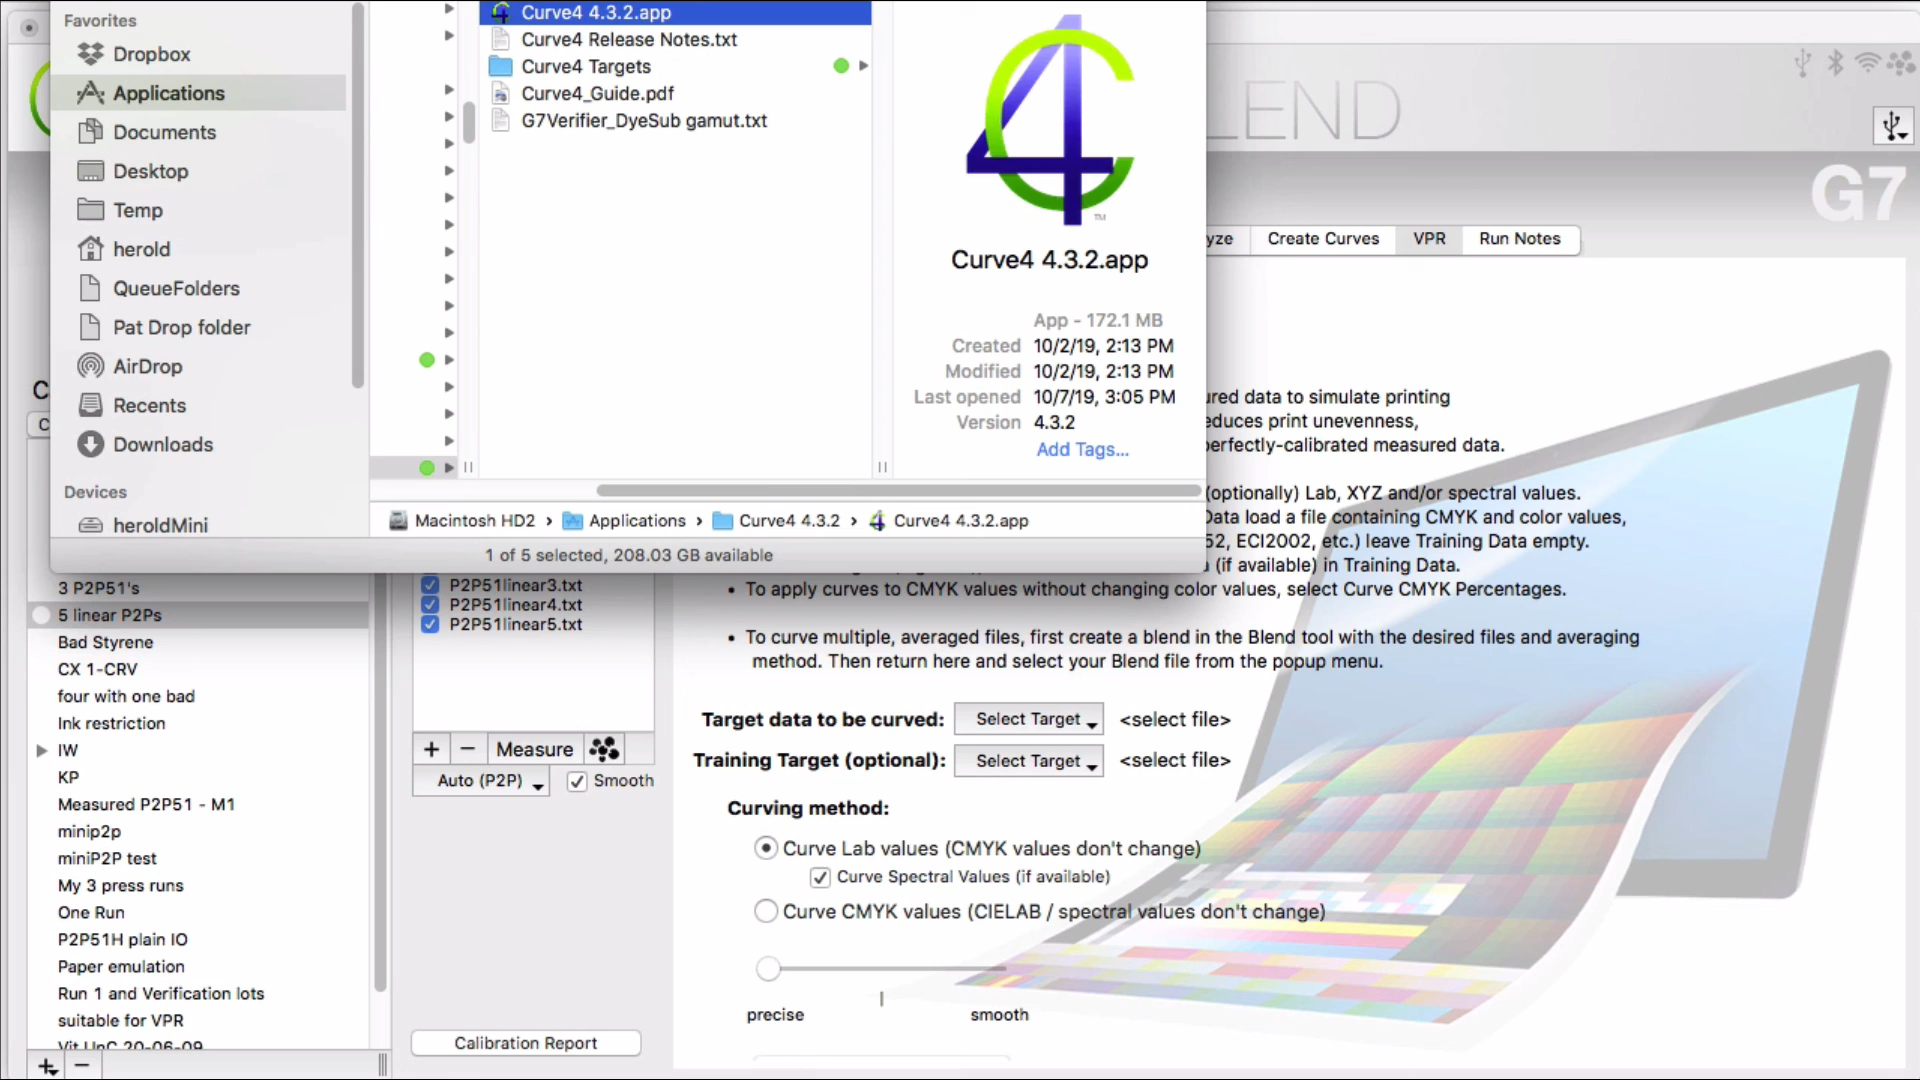 Favorites
Dropbox
Applications
Documents
Desktop
Temp
herold
QueueFolders
Pat Drop folder
AirDrop
Recents
Downloads
Devices
heroldMini
Curve4 4.3.2.app
Curve4 Release Notes.txt
Curve4 Targets
Curve4_Guide.pdf
G7Verifier_DyeSub gamut.txt
4
™
Curve4 4.3.2.app
App - 172.1 MB
Created 10/2/19, 2:13 PM
Modified 10/2/19, 2:13 PM
Last opened 10/7/19, 3:05 PM
Version 4.3.2
Add Tags...
Macintosh HD2 › Applications › Curve4 4.3.2 › Curve4 4.3.2.app
1 of 5 selected, 208.03 GB available
LEND
G7
yze Create Curves VPR Run Notes
ured data to simulate printing
educes print unevenness,
perfectly-calibrated measured data.
(optionally) Lab, XYZ and/or spectral values.
Data load a file containing CMYK and color values,
52, ECI2002, etc.) leave Training Data empty.
(if available) in Training Data.
• To apply curves to CMYK values without changing color values, select Curve CMYK Percentages.
• To curve multiple, averaged files, first create a blend in the Blend tool with the desired files and averaging
method. Then return here and select your Blend file from the popup menu.
Target data to be curved: Select Target <select file>
Training Target (optional): Select Target <select file>
Curving method:
Curve Lab values (CMYK values don't change)
Curve Spectral Values (if available)
Curve CMYK values (CIELAB / spectral values don't change)
precise smooth
C
C
3 P2P51's
5 linear P2Ps
Bad Styrene
CX 1-CRV
four with one bad
Ink restriction
IW
KP
Measured P2P51 - M1
minip2p
miniP2P test
My 3 press runs
One Run
P2P51H plain IO
Paper emulation
Run 1 and Verification lots
suitable for VPR
Vit UnC 20-06-09
+ −
P2P51linear3.txt
P2P51linear4.txt
P2P51linear5.txt
+ − Measure
Auto (P2P) Smooth
Calibration Report